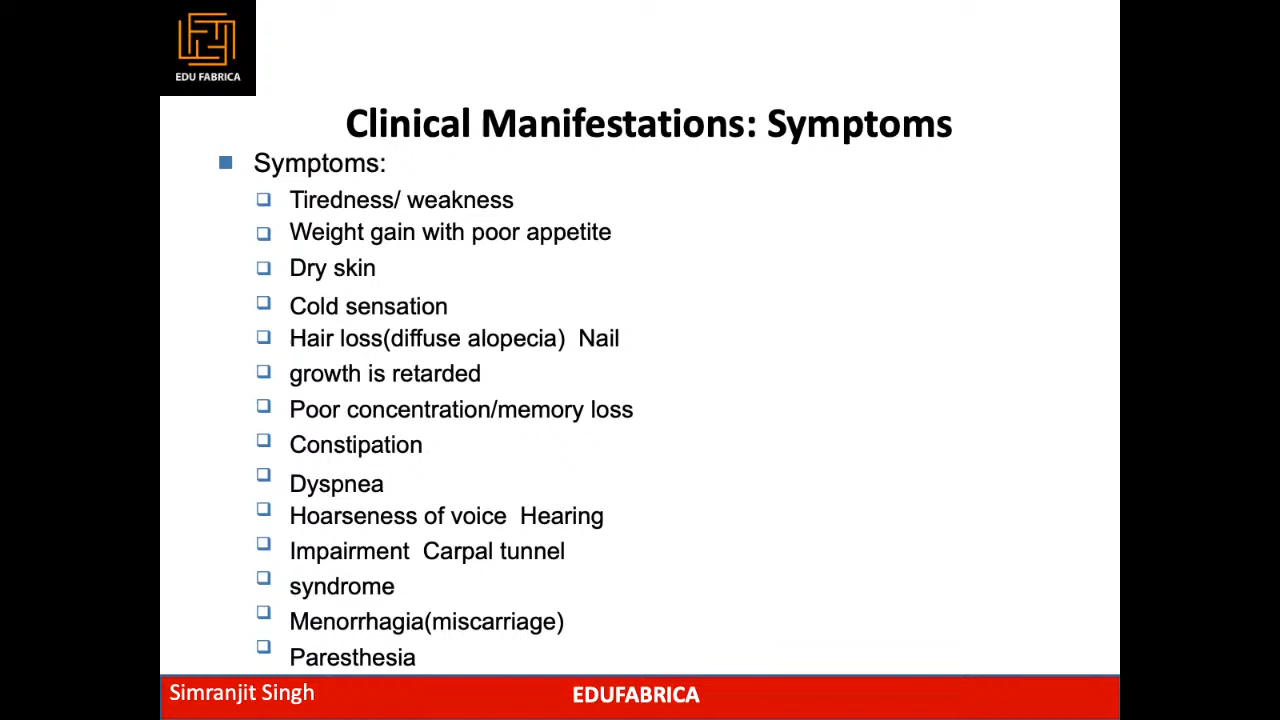 EDU FABRICA
Clinical Manifestations: Symptoms
Symptoms:
Tiredness/ weakness
Weight gain with poor appetite
Dry skin
Cold sensation
Hair loss(diffuse alopecia)  Nail
growth is retarded
Poor concentration/memory loss
Constipation
Dyspnea
Hoarseness of voice  Hearing
Impairment  Carpal tunnel
syndrome
Menorrhagia(miscarriage)
Paresthesia
Simranjit Singh
EDUFABRICA